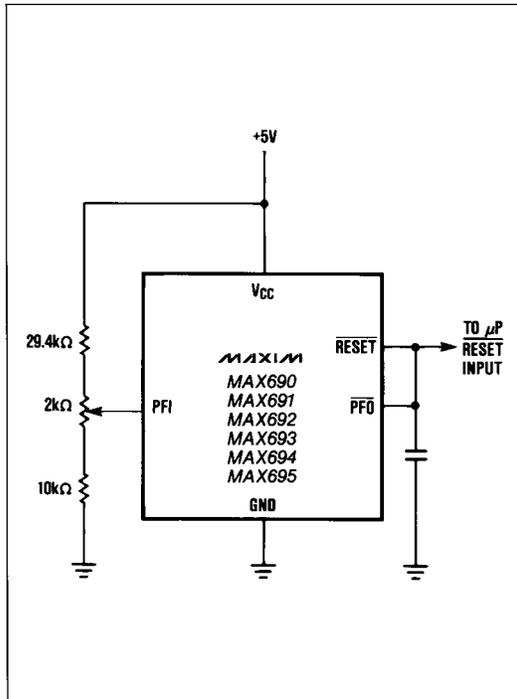 +5V
VCC
29.4kΩ
2kΩ
10kΩ
PFI
MAXIM
MAX690
MAX691
MAX692
MAX693
MAX694
MAX695
GND
RESET
PFO
TO μP
RESET
INPUT